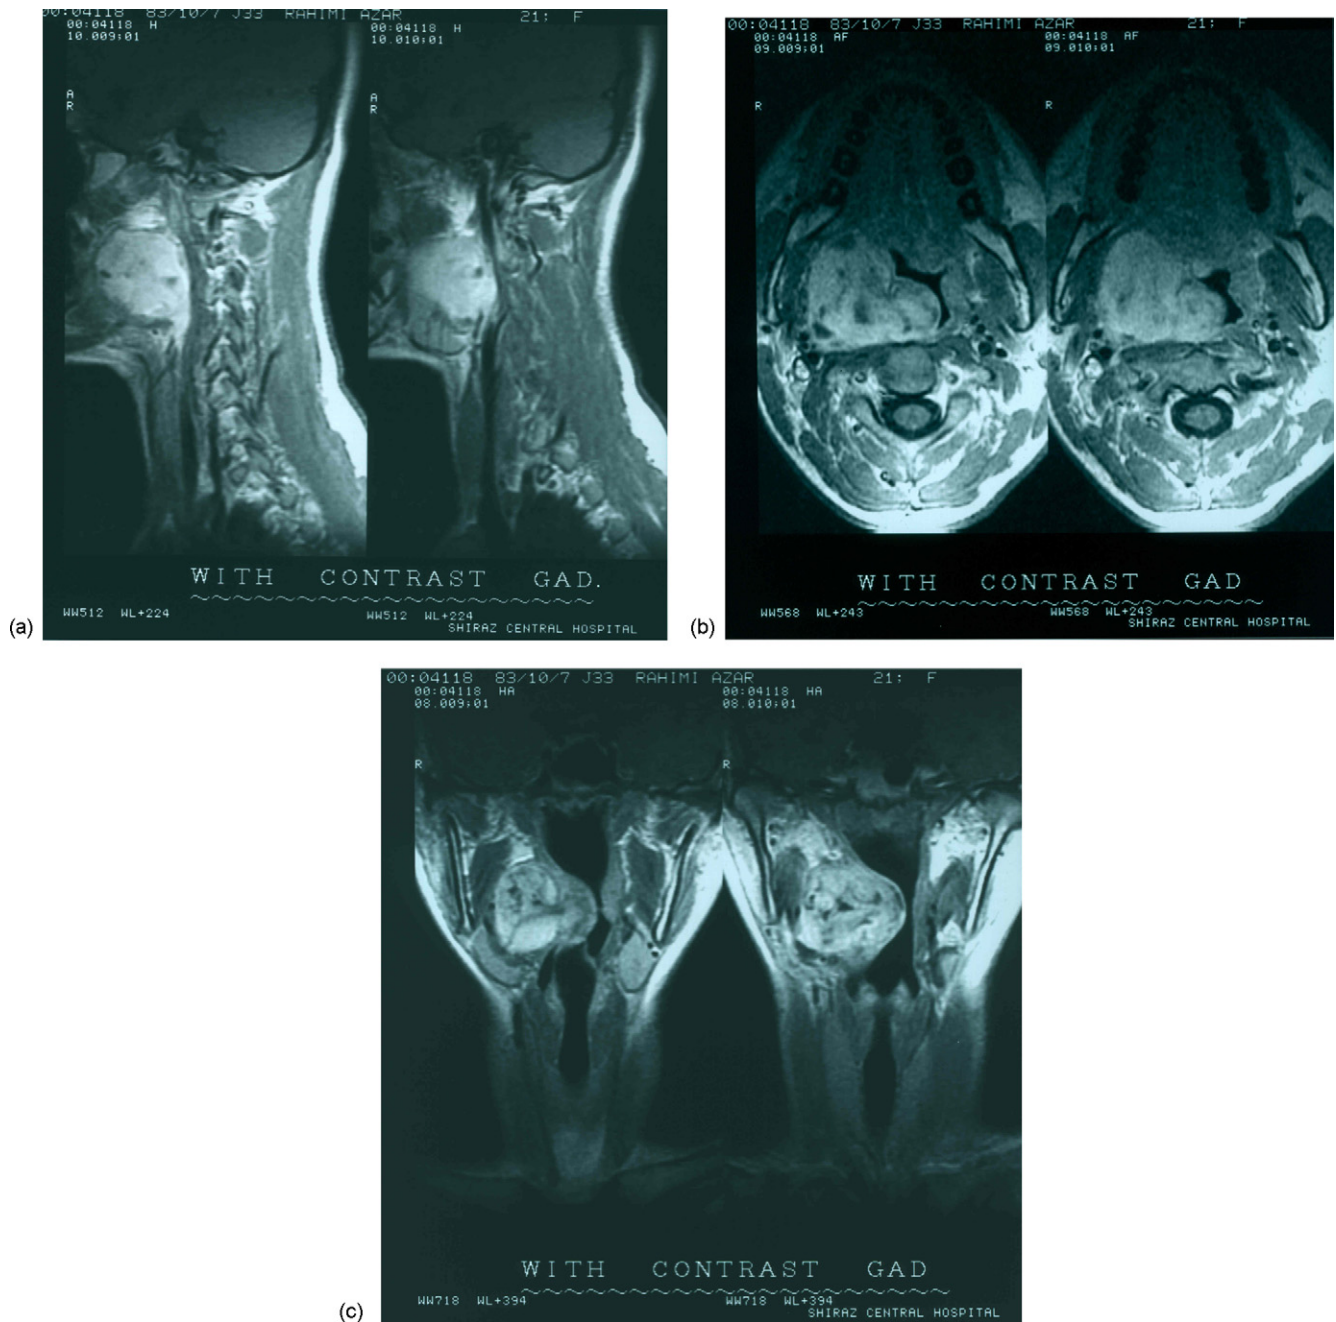 00:04118 83/10/7 J33 RAHIMI AZAR 21; F
00:04118 H
10.009;01
00:04118 H
10.010;01
A
R
A
R
WITH CONTRAST GAD.
WW512 WL+224
WW512 WL+224
SHIRAZ CENTRAL HOSPITAL
(a)
00:04118 83/10/7 J33 RAHIMI AZAR 21; F
00:04118 AF
09.009;01
00:04118 AF
09.010;01
R
R
WITH CONTRAST GAD
WW568 WL+243
WW568 WL+243
SHIRAZ CENTRAL HOSPITAL
(b)
00:04118 83/10/7 J33 RAHIMI AZAR 21; F
00:04118 HA
08.009;01
00:04118 HA
08.010;01
R
R
WITH CONTRAST GAD
WW718 WL+394
WW718 WL+394
SHIRAZ CENTRAL HOSPITAL
(c)